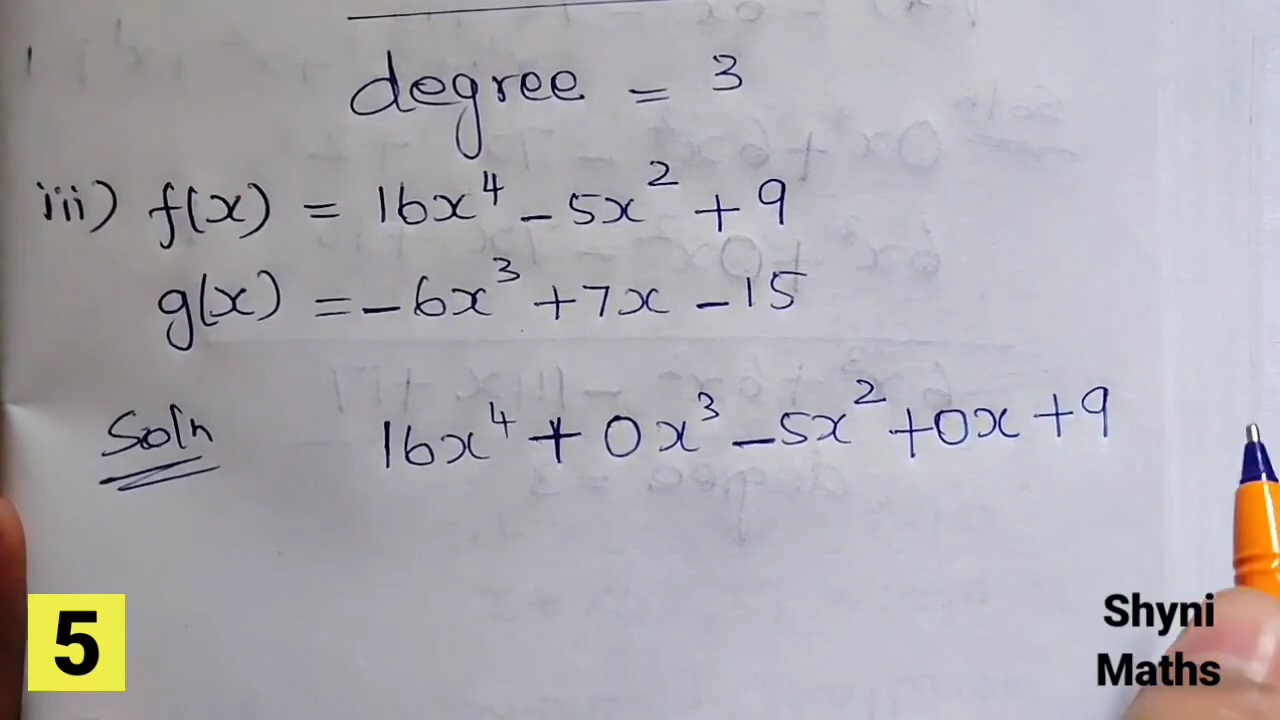 degree = 3
iii) f(x) = 16x⁴ - 5x² + 9
g(x) = -6x³ + 7x - 15
Soln 16x⁴ + 0x³ - 5x² + 0x + 9
5
Shyni
Maths